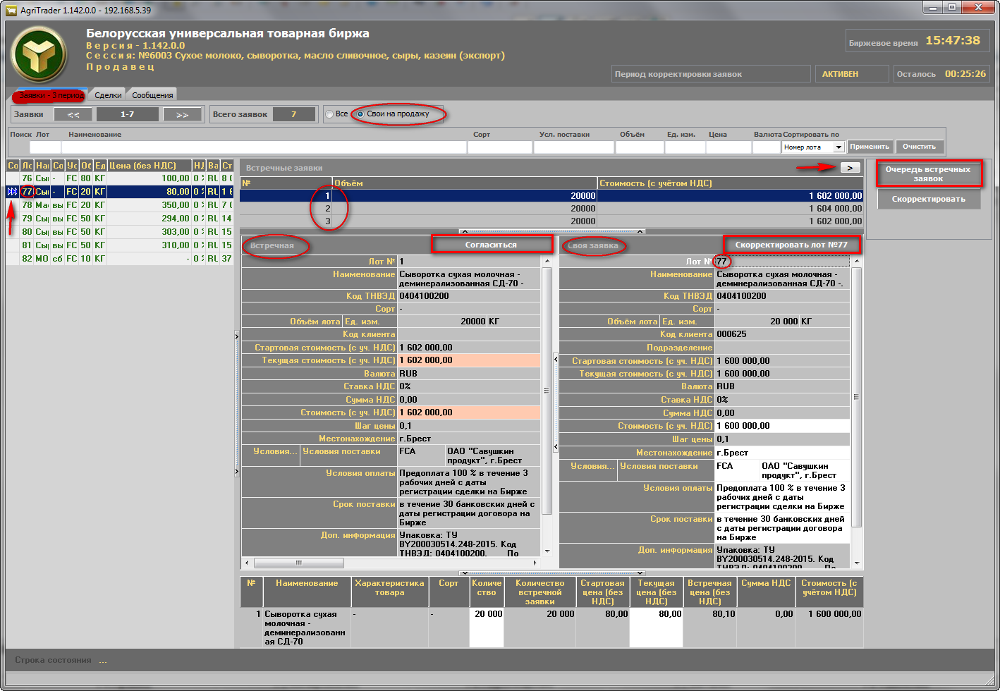 AgriTrader 1.142.0.0 - 192.168.5.39
Белорусская универсальная товарная биржа
Версия - 1.142.0.0
Сессия: №6003 Сухое молоко, сыворотка, масло сливочное, сыры, казеин (экспорт)
Продавец
Биржевое время 15:47:38
Период корректировки заявок АКТИВЕН Осталось 00:25:26
Заявки - 3 период Сделки Сообщения
Заявки << 1-7 >> Всего заявок 7 Все Свои на продажу
Поиск Лот Наименование Сорт Усл. поставки Объём Ед. изм. Цена Валюта Сортировать по
Номер лота Применить Очистить
Со Ло На Со Ус Об Ед Цена (без НДС) НД Ва Ст
76 Сы - FC 80 КГ 100,00 0 RL 8 0
77 Сы - FC 20 КГ 80,00 0 RL 1 6
78 Ма вы FC 20 КГ 350,00 0 RL 7 0
79 Сы вы FC 50 КГ 294,00 0 RL 14
80 Сы вы FC 50 КГ 303,00 0 RL 15
81 Сы вы FC 50 КГ 310,00 0 RL 15
82 МО сб FC 10 КГ - 0 RL 37
Встречные заявки >
№ Объём Стоимость (с учётом НДС)
1 20000 1 602 000,00
2 20000 1 604 000,00
3 20000 1 602 000,00
Очередь встречных
заявок
Скорректировать
Встречная Согласиться
Лот № 1
Наименование Сыворотка сухая молочная -
деминерализованная СД-70 -
Код ТНВЭД 0404100200
Сорт -
Объём лота Ед. изм. 20000 КГ
Код клиента
Стартовая стоимость (с уч. НДС) 1 602 000,00
Текущая стоимость (с уч. НДС) 1 602 000,00
Валюта RUB
Ставка НДС 0%
Сумма НДС 0,00
Стоимость (с уч. НДС) 1 602 000,00
Шаг цены 0,1
Местонахождение г.Брест
Условия... Условия поставки FCA ОАО "Савушкин
продукт", г.Брест
Условия оплаты Предоплата 100 % в течение 3
рабочих дней с даты
регистрации сделки на Бирже
Срок поставки в течение 30 банковских дней с
даты регистрации договора на
Бирже
Доп. информация Упаковка: ТУ
BY200030514.248-2015. Код
ТНВЭД: 0404100200. По
Своя заявка Скорректировать лот №77
Лот № 77
Наименование Сыворотка сухая молочная -
деминерализованная СД-70 -.
Код ТНВЭД 0404100200
Сорт -
Объём лота Ед. изм. 20 000 КГ
Код клиента 000625
Подразделение
Стартовая стоимость (с уч. НДС) 1 600 000,00
Текущая стоимость (с уч. НДС) 1 600 000,00
Валюта RUB
Ставка НДС 0%
Сумма НДС 0,00
Стоимость (с уч. НДС) 1 600 000,00
Шаг цены 0,1
Местонахождение г.Брест
Условия... Условия поставки FCA ОАО "Савушкин
продукт", г.Брест
Условия оплаты Предоплата 100 % в течение 3
рабочих дней с даты
регистрации сделки на Бирже
Срок поставки в течение 30 банковских дней
с даты регистрации договора
на Бирже
Доп. информация Упаковка: ТУ
BY200030514.248-2015. Код
ТНВЭД: 0404100200. По
№ Наименование Характеристика Сорт Количе Количество Стартовая Текущая Встречная Сумма НДС Стоимость (с
товара ство встречной цена (без цена (без цена (без учётом НДС)
заявки НДС) НДС) НДС)
1 Сыворотка сухая - - 20 000 20 000 80,00 80,00 80,10 0,00 1 600 000,00
молочная -
деминерализованн
ая СД-70
Строка состояния ...